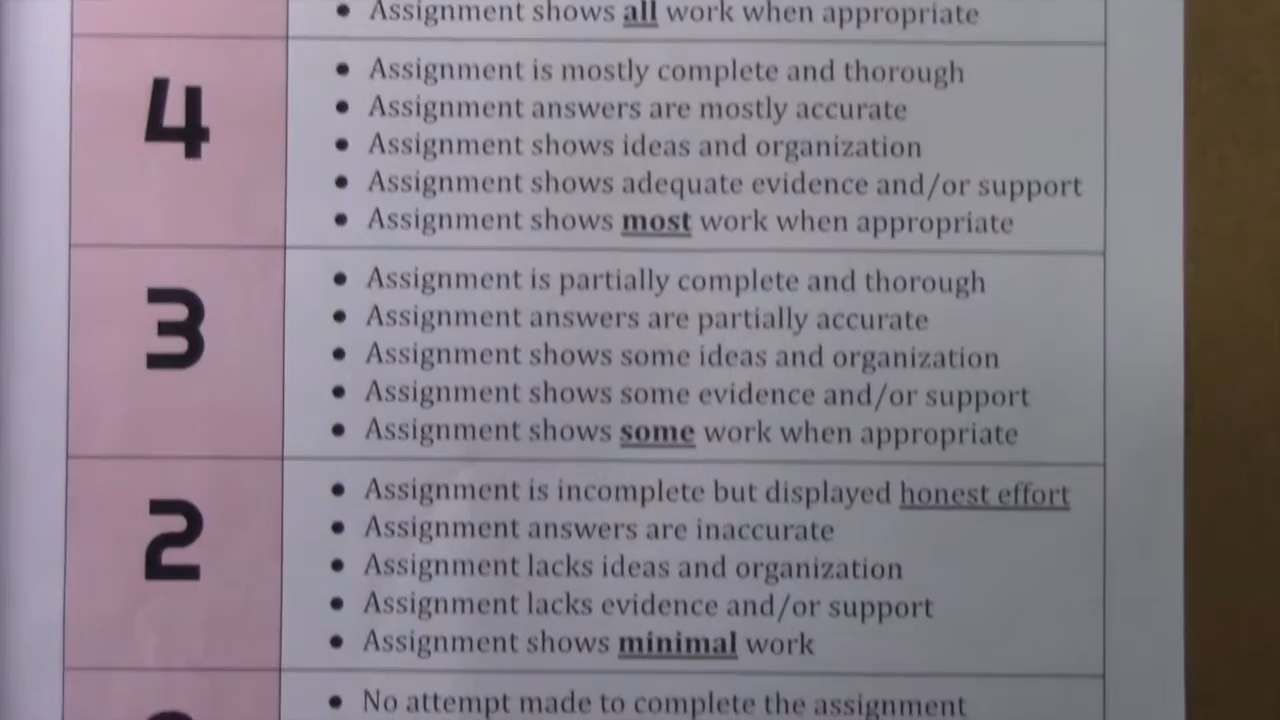 • Assignment shows all work when appropriate
4
• Assignment is mostly complete and thorough
• Assignment answers are mostly accurate
• Assignment shows ideas and organization
• Assignment shows adequate evidence and/or support
• Assignment shows most work when appropriate
3
• Assignment is partially complete and thorough
• Assignment answers are partially accurate
• Assignment shows some ideas and organization
• Assignment shows some evidence and/or support
• Assignment shows some work when appropriate
2
• Assignment is incomplete but displayed honest effort
• Assignment answers are inaccurate
• Assignment lacks ideas and organization
• Assignment lacks evidence and/or support
• Assignment shows minimal work
• No attempt made to complete the assignment